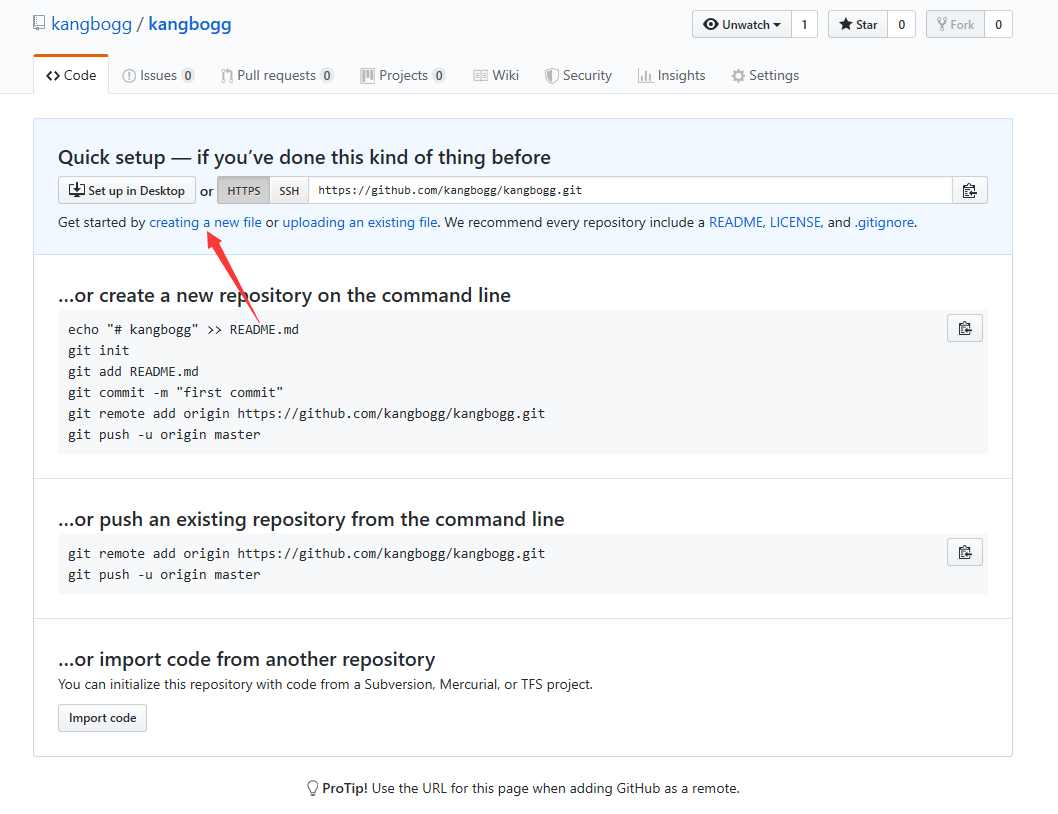 kangbogg / kangbogg
Unwatch 1 Star 0 Fork 0
Code Issues 0 Pull requests 0 Projects 0 Wiki Security Insights Settings
Quick setup — if you’ve done this kind of thing before
Set up in Desktop or HTTPS SSH https://github.com/kangbogg/kangbogg.git
Get started by creating a new file or uploading an existing file. We recommend every repository include a README, LICENSE, and .gitignore.
…or create a new repository on the command line
echo "# kangbogg" >> README.md
git init
git add README.md
git commit -m "first commit"
git remote add origin https://github.com/kangbogg/kangbogg.git
git push -u origin master
…or push an existing repository from the command line
git remote add origin https://github.com/kangbogg/kangbogg.git
git push -u origin master
…or import code from another repository
You can initialize this repository with code from a Subversion, Mercurial, or TFS project.
Import code
ProTip! Use the URL for this page when adding GitHub as a remote.